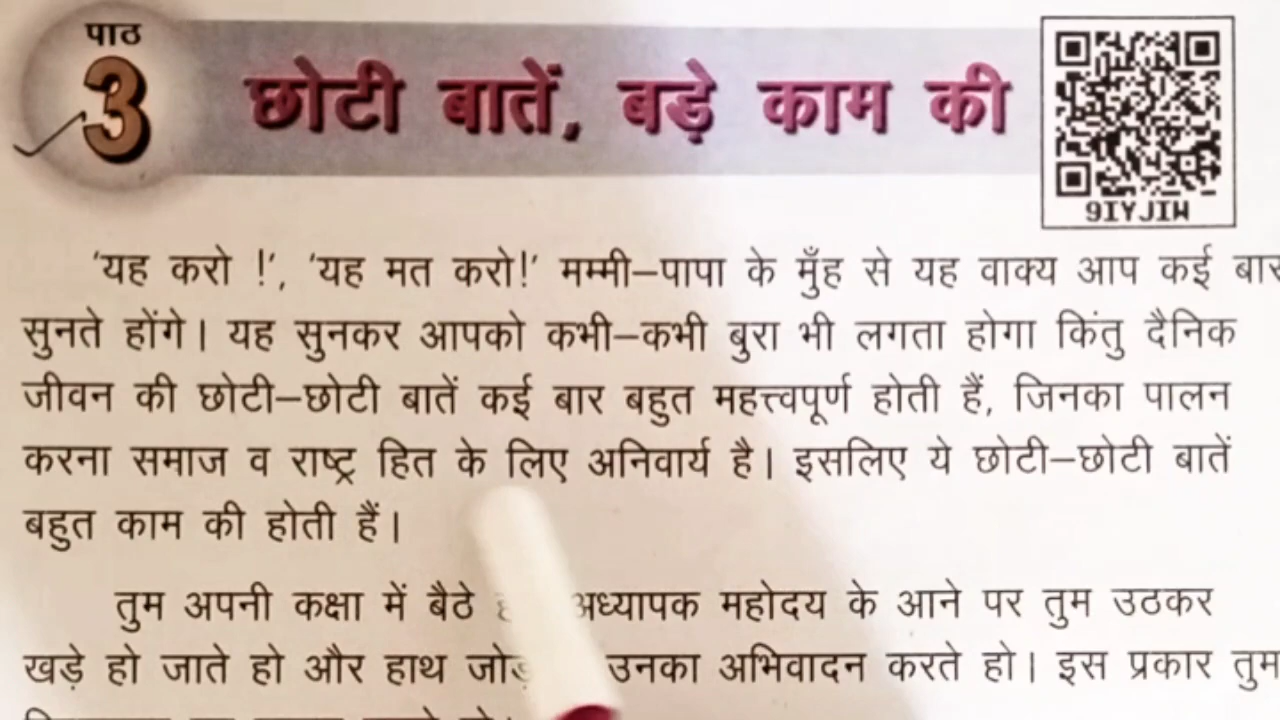 पाठ
3
छोटी बातें, बड़े काम की
9IYJIW
'यह करो !', 'यह मत करो!' मम्मी–पापा के मुँह से यह वाक्य आप कई बार
सुनते होंगे। यह सुनकर आपको कभी–कभी बुरा भी लगता होगा किंतु दैनिक
जीवन की छोटी–छोटी बातें कई बार बहुत महत्त्वपूर्ण होती हैं, जिनका पालन
करना समाज व राष्ट्र हित के लिए अनिवार्य है। इसलिए ये छोटी–छोटी बातें
बहुत काम की होती हैं।
तुम अपनी कक्षा में बैठे अध्यापक महोदय के आने पर तुम उठकर
खड़े हो जाते हो और हाथ उनका अभिवादन करते हो। इस प्रकार तुम